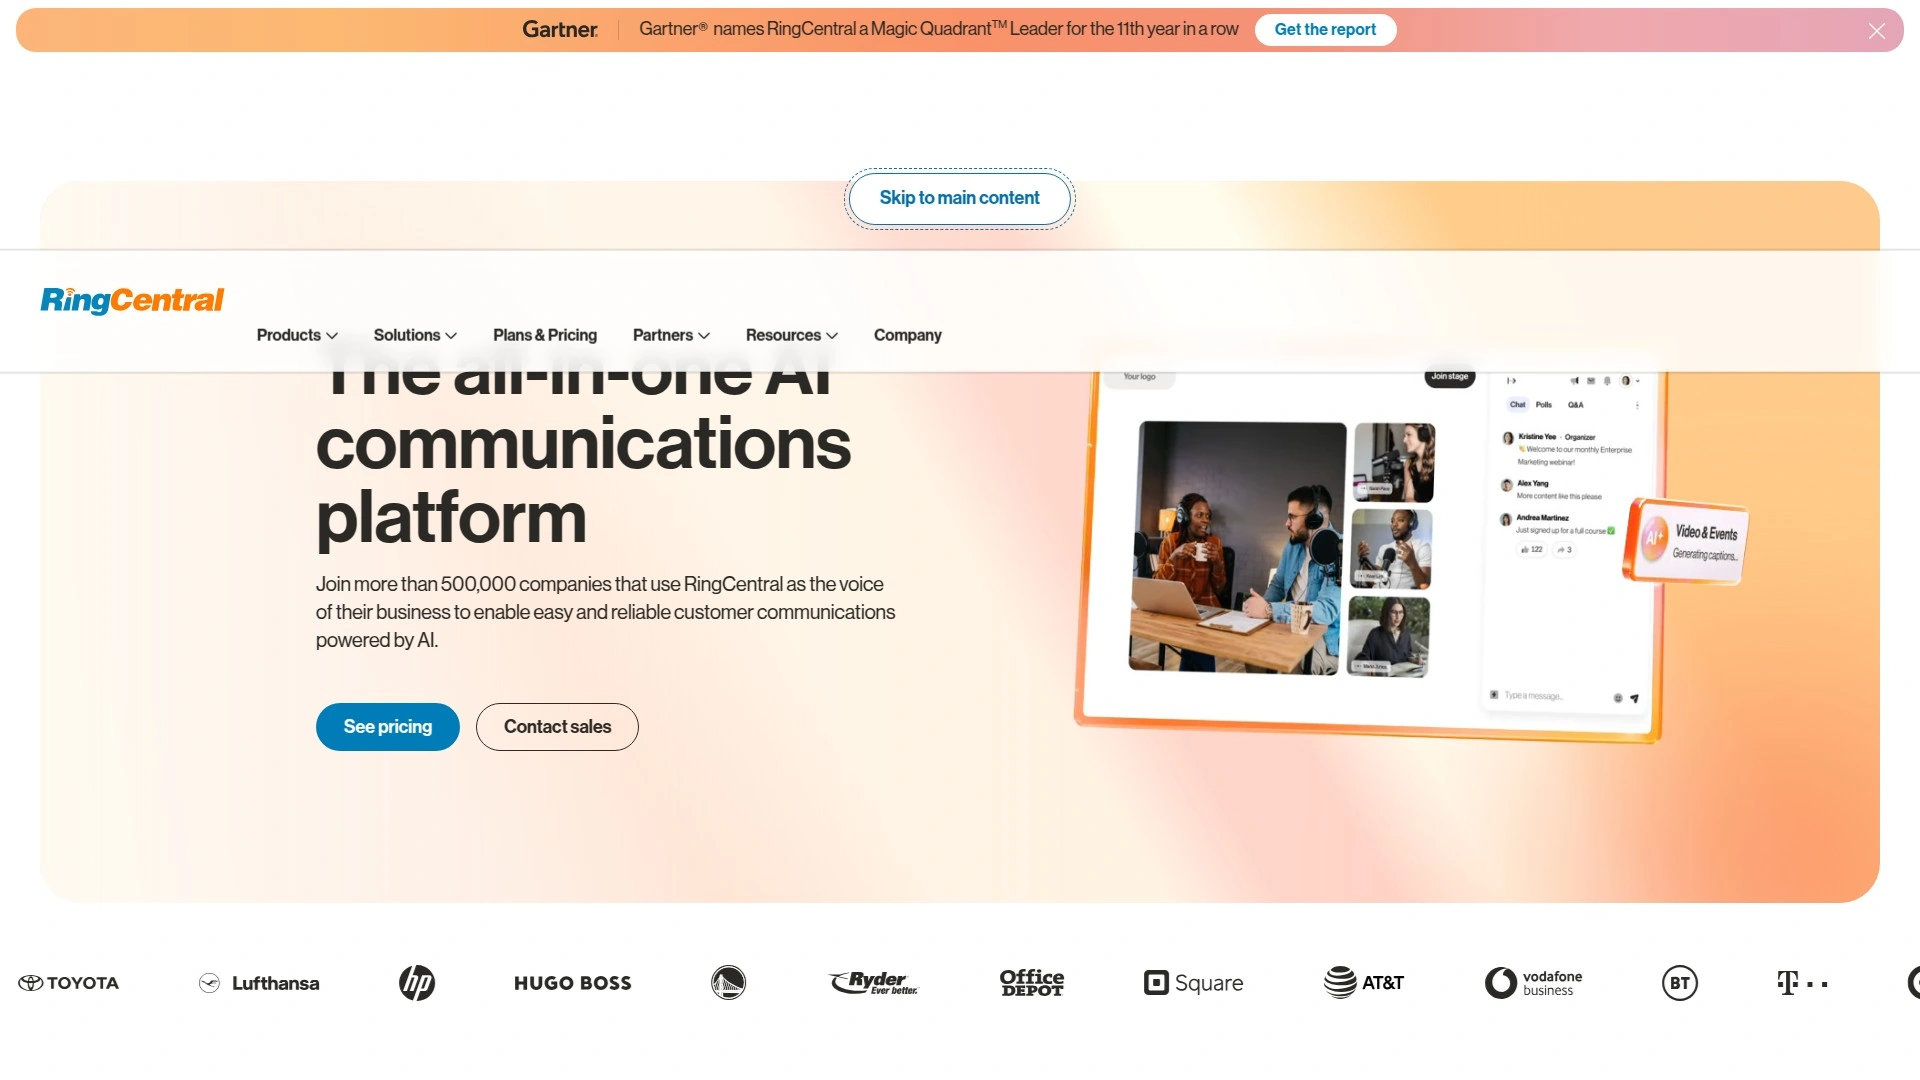 Gartner
Gartner® names RingCentral a Magic Quadrant™ Leader for the 11th year in a row
Get the report
Skip to main content
RingCentral
Products
Solutions
Plans & Pricing
Partners
Resources
Company
The all-in-one AI
communications
platform
Join more than 500,000 companies that use RingCentral as the voice
of their business to enable easy and reliable customer communications
powered by AI.
See pricing
Contact sales
Your logo
Join stage
Chat
Polls
Q&A
Kristine Yee · Organizer
👋 Welcome to our monthly Enterprise
Marketing webinar!
Alex Yang
More content like this please
Andrea Martinez
Just signed up for a full course ✅
122
3
Type a message...
AI+
Video & Events
Generating captions...
TOYOTA
Lufthansa
hp
HUGO BOSS
Ryder
Ever better.
Office
DEPOT
Square
AT&T
vodafone
business
BT
T